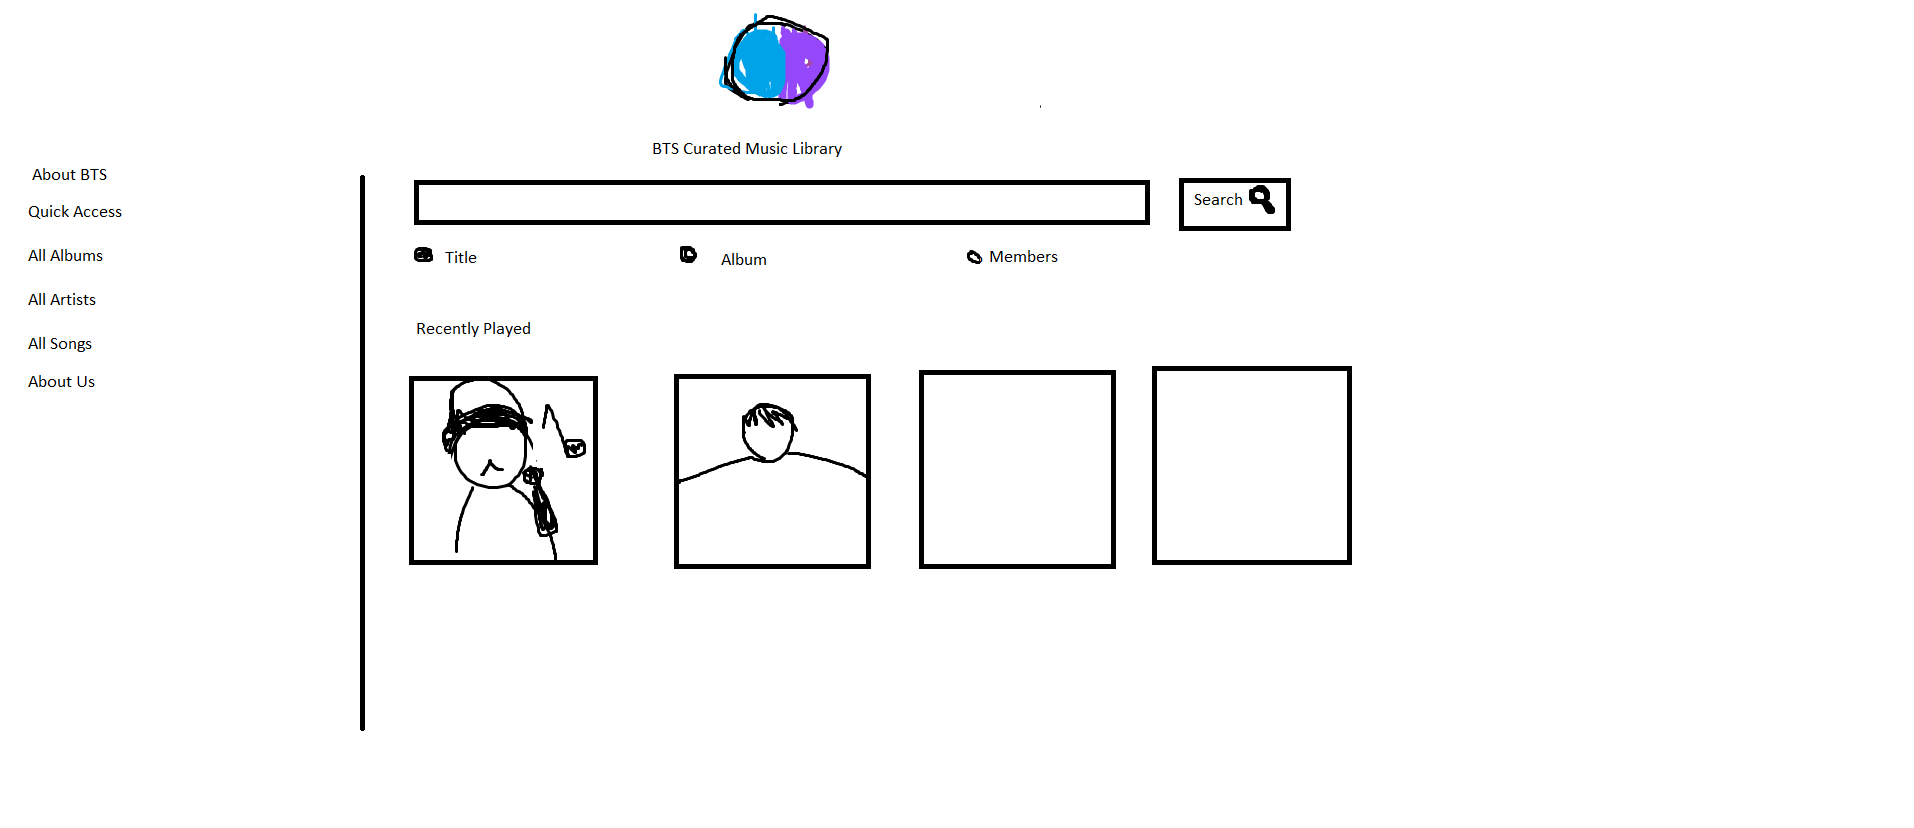 BTS Curated Music Library
About BTS
Quick Access
All Albums
All Artists
All Songs
About Us
Search
Title
Album
Members
Recently Played